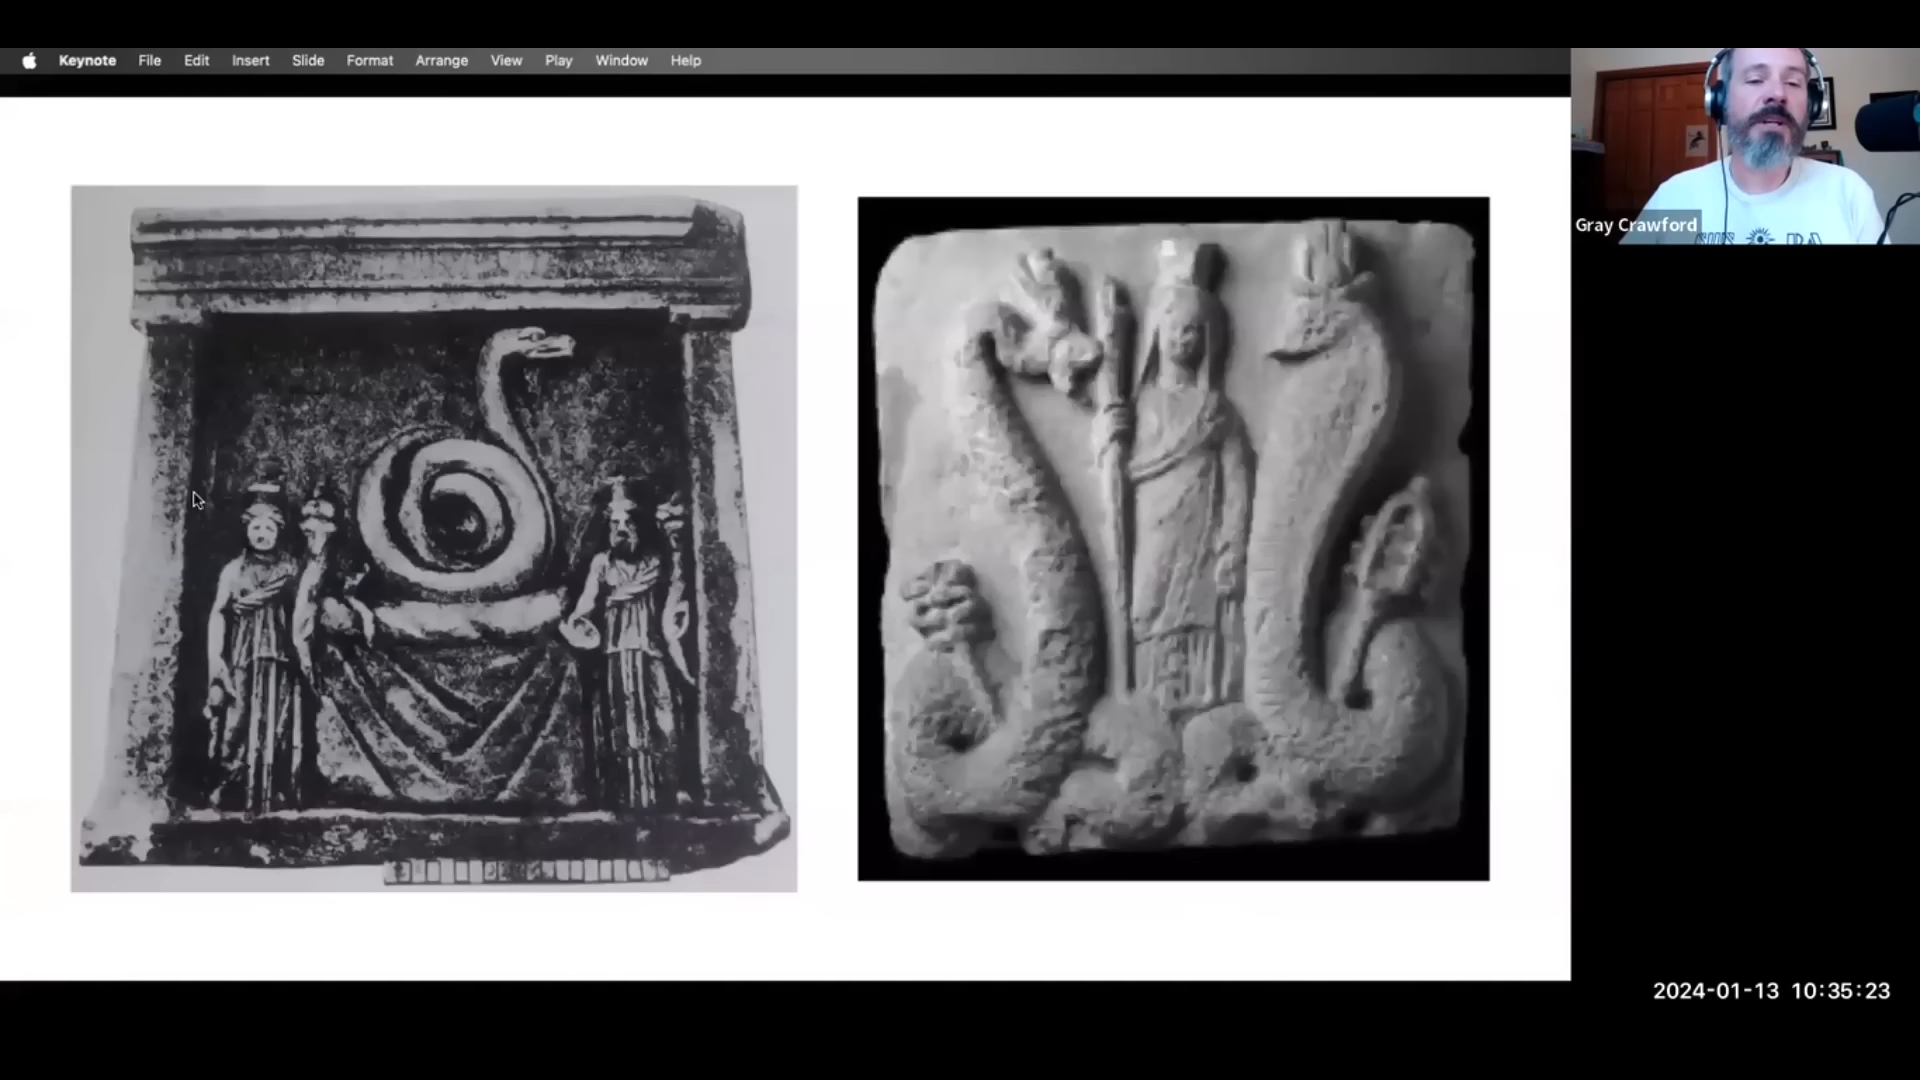 Keynote File Edit Insert Slide Format Arrange View Play Window Help
Gray Crawford
2024-01-13 10:35:23